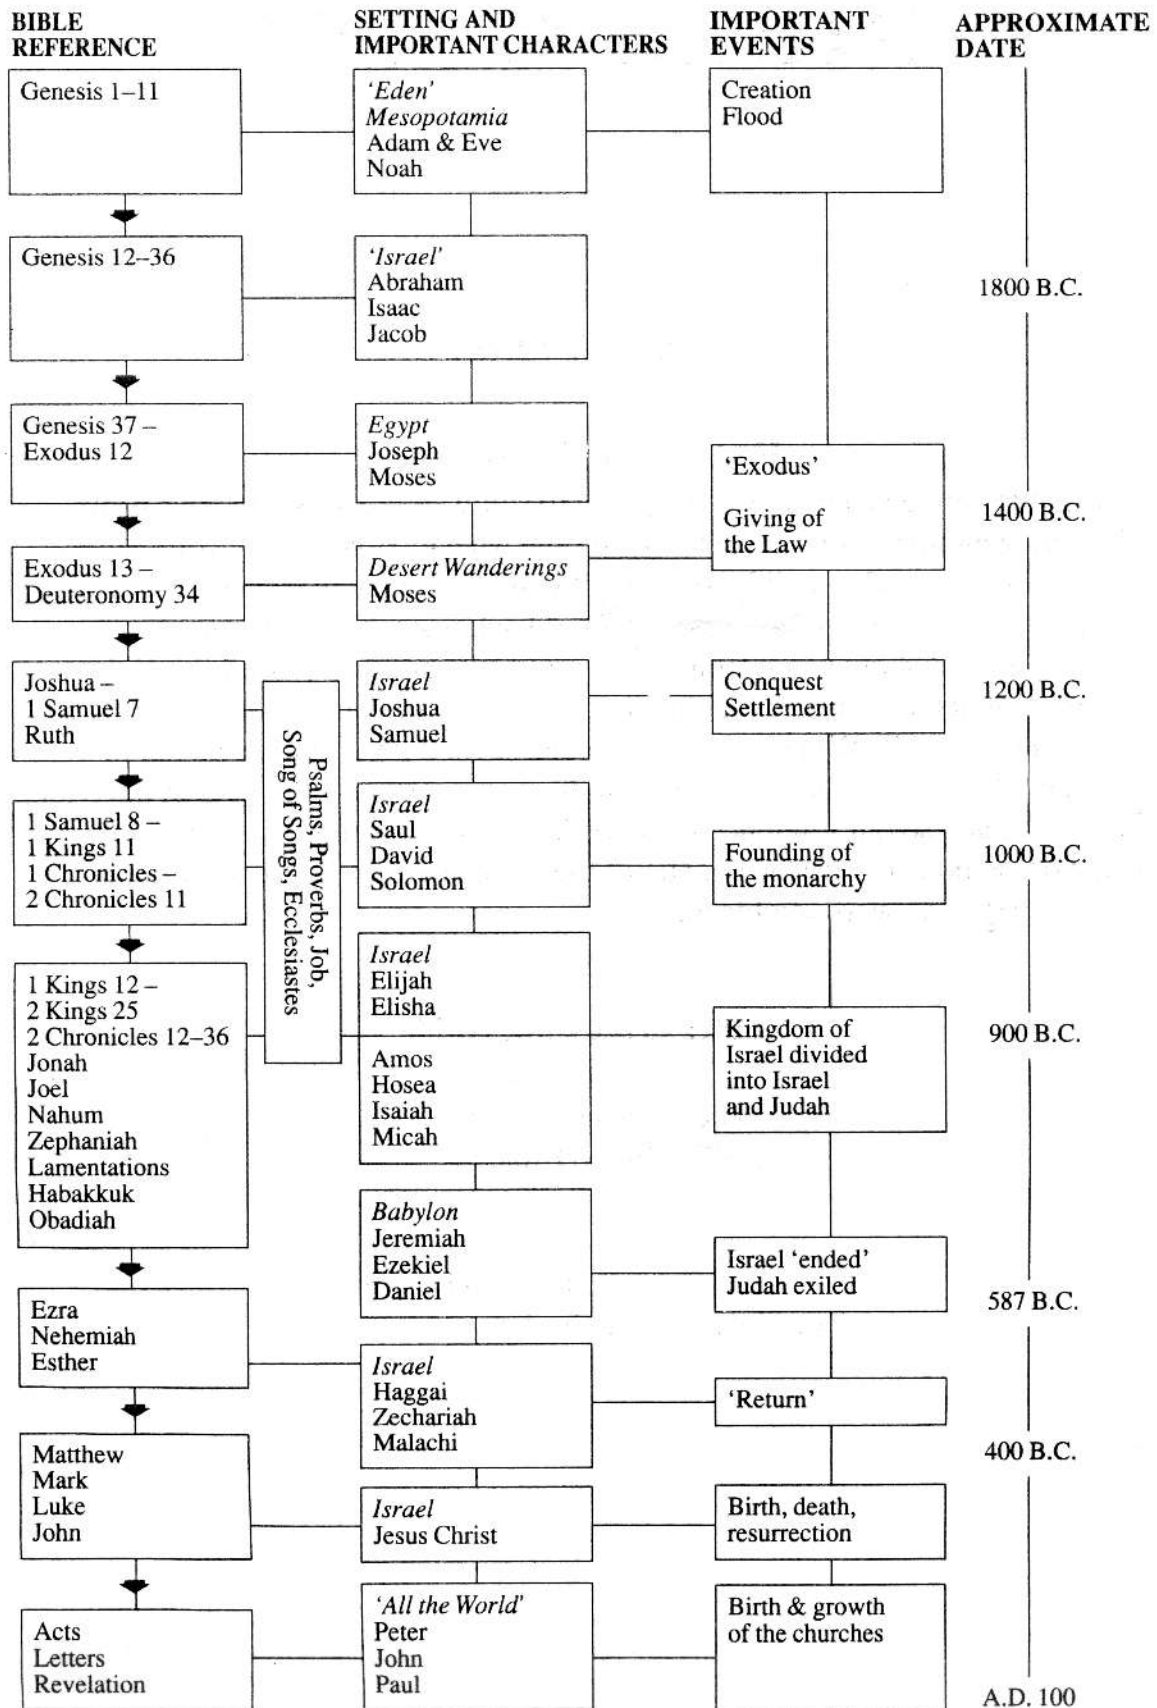 BIBLE
REFERENCE
SETTING AND
IMPORTANT CHARACTERS
IMPORTANT
EVENTS
APPROXIMATE
DATE
Genesis 1–11
'Eden'
Mesopotamia
Adam & Eve
Noah
Creation
Flood
Genesis 12–36
'Israel'
Abraham
Isaac
Jacob
1800 B.C.
Genesis 37 –
Exodus 12
Egypt
Joseph
Moses
'Exodus'
Giving of
the Law
1400 B.C.
Exodus 13 –
Deuteronomy 34
Desert Wanderings
Moses
Joshua –
1 Samuel 7
Ruth
Psalms, Proverbs, Job,
Song of Songs, Ecclesiastes
Israel
Joshua
Samuel
Conquest
Settlement
1200 B.C.
1 Samuel 8 –
1 Kings 11
1 Chronicles –
2 Chronicles 11
Israel
Saul
David
Solomon
Founding of
the monarchy
1000 B.C.
1 Kings 12 –
2 Kings 25
2 Chronicles 12–36
Jonah
Joel
Nahum
Zephaniah
Lamentations
Habakkuk
Obadiah
Israel
Elijah
Elisha
Amos
Hosea
Isaiah
Micah
Kingdom of
Israel divided
into Israel
and Judah
900 B.C.
Babylon
Jeremiah
Ezekiel
Daniel
Israel 'ended'
Judah exiled
587 B.C.
Ezra
Nehemiah
Esther
Israel
Haggai
Zechariah
Malachi
'Return'
400 B.C.
Matthew
Mark
Luke
John
Israel
Jesus Christ
Birth, death,
resurrection
Acts
Letters
Revelation
'All the World'
Peter
John
Paul
Birth & growth
of the churches
A.D. 100